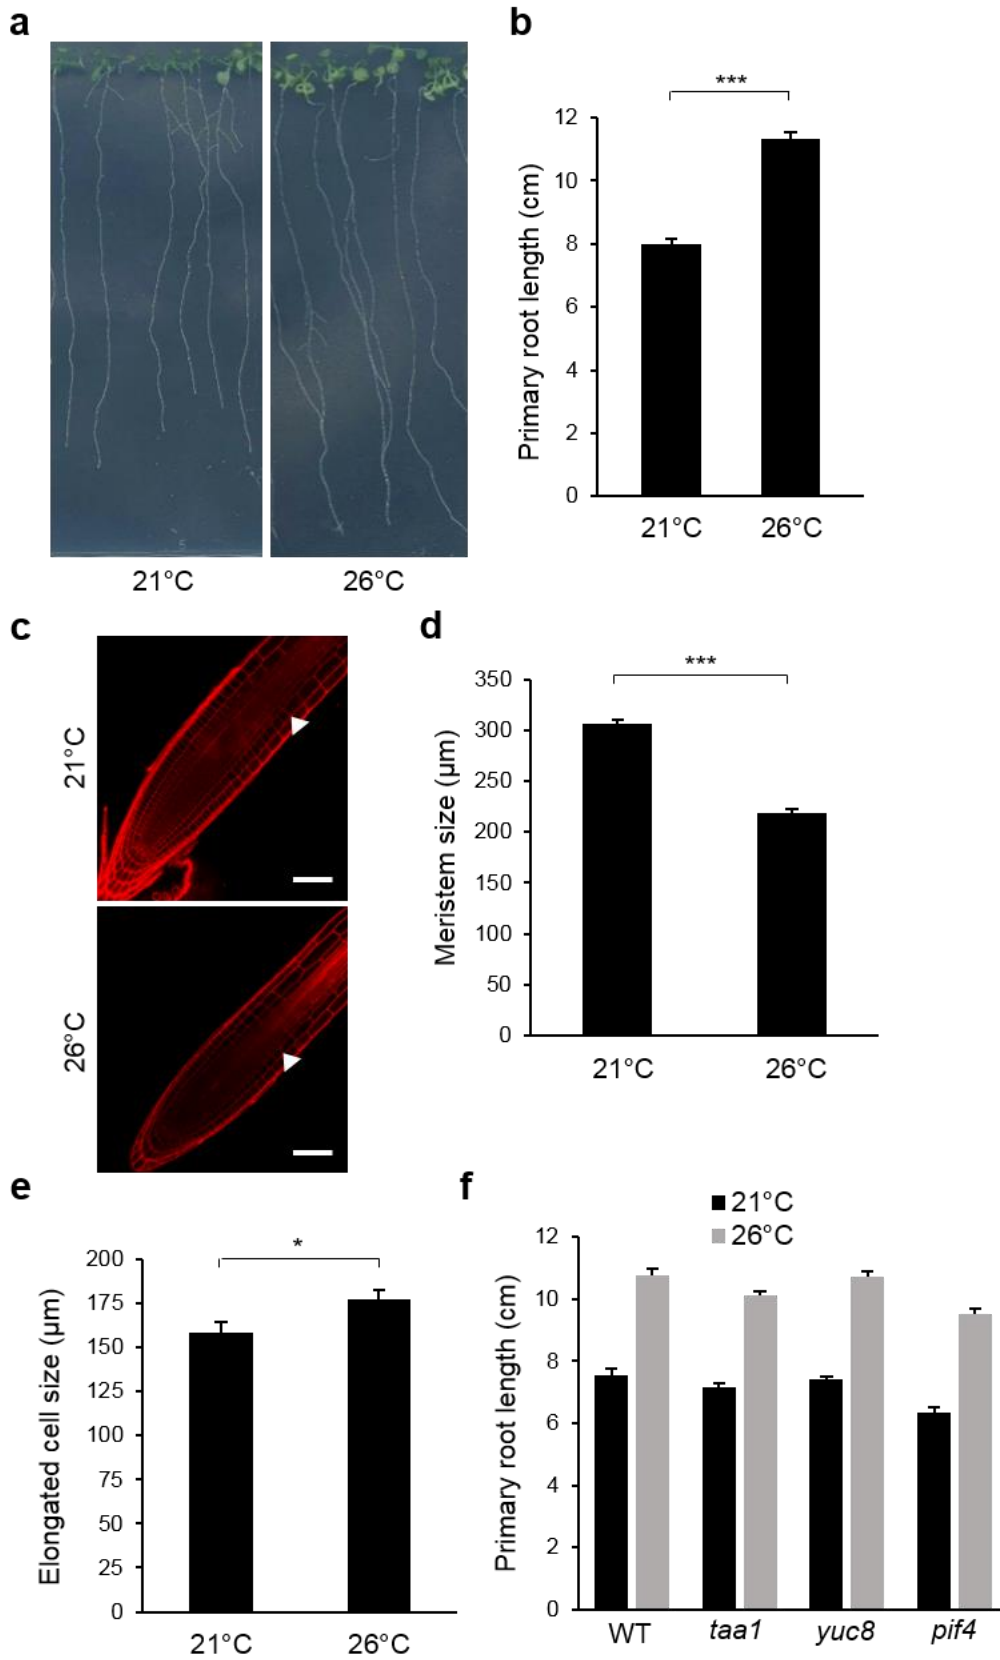 a
21°C
26°C
b
***
Primary root length (cm)
12
10
8
6
4
2
0
21°C
26°C
c
21°C
26°C
d
***
Meristem size (µm)
350
300
250
200
150
100
50
0
21°C
26°C
e
*
Elongated cell size (µm)
200
175
150
125
100
75
50
25
0
21°C
26°C
f
21°C
26°C
Primary root length (cm)
12
10
8
6
4
2
0
WT
taa1
yuc8
pif4